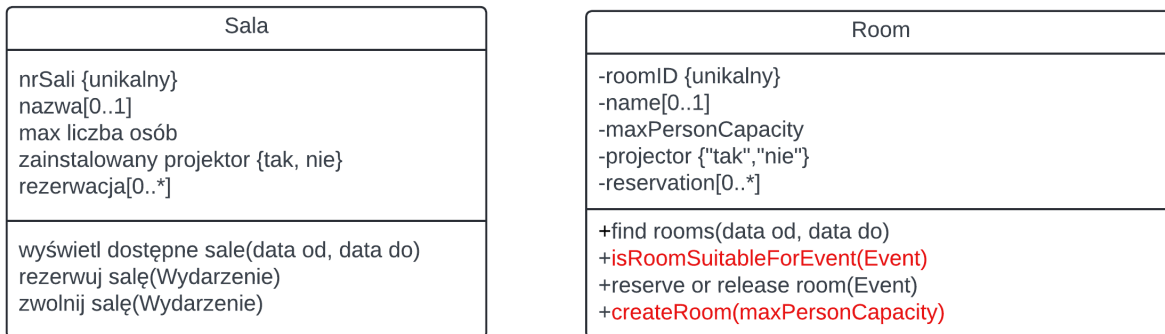 Sala
nrSali {unikalny}
nazwa[0..1]
max liczba osób
zainstalowany projektor {tak, nie}
rezerwacja[0..*]
wyświetl dostępne sale(data od, data do)
rezerwuj salę(Wydarzenie)
zwolnij salę(Wydarzenie)
Room
-roomID {unikalny}
-name[0..1]
-maxPersonCapacity
-projector {"tak","nie"}
-reservation[0..*]
+find rooms(data od, data do)
+isRoomSuitableForEvent(Event)
+reserve or release room(Event)
+createRoom(maxPersonCapacity)